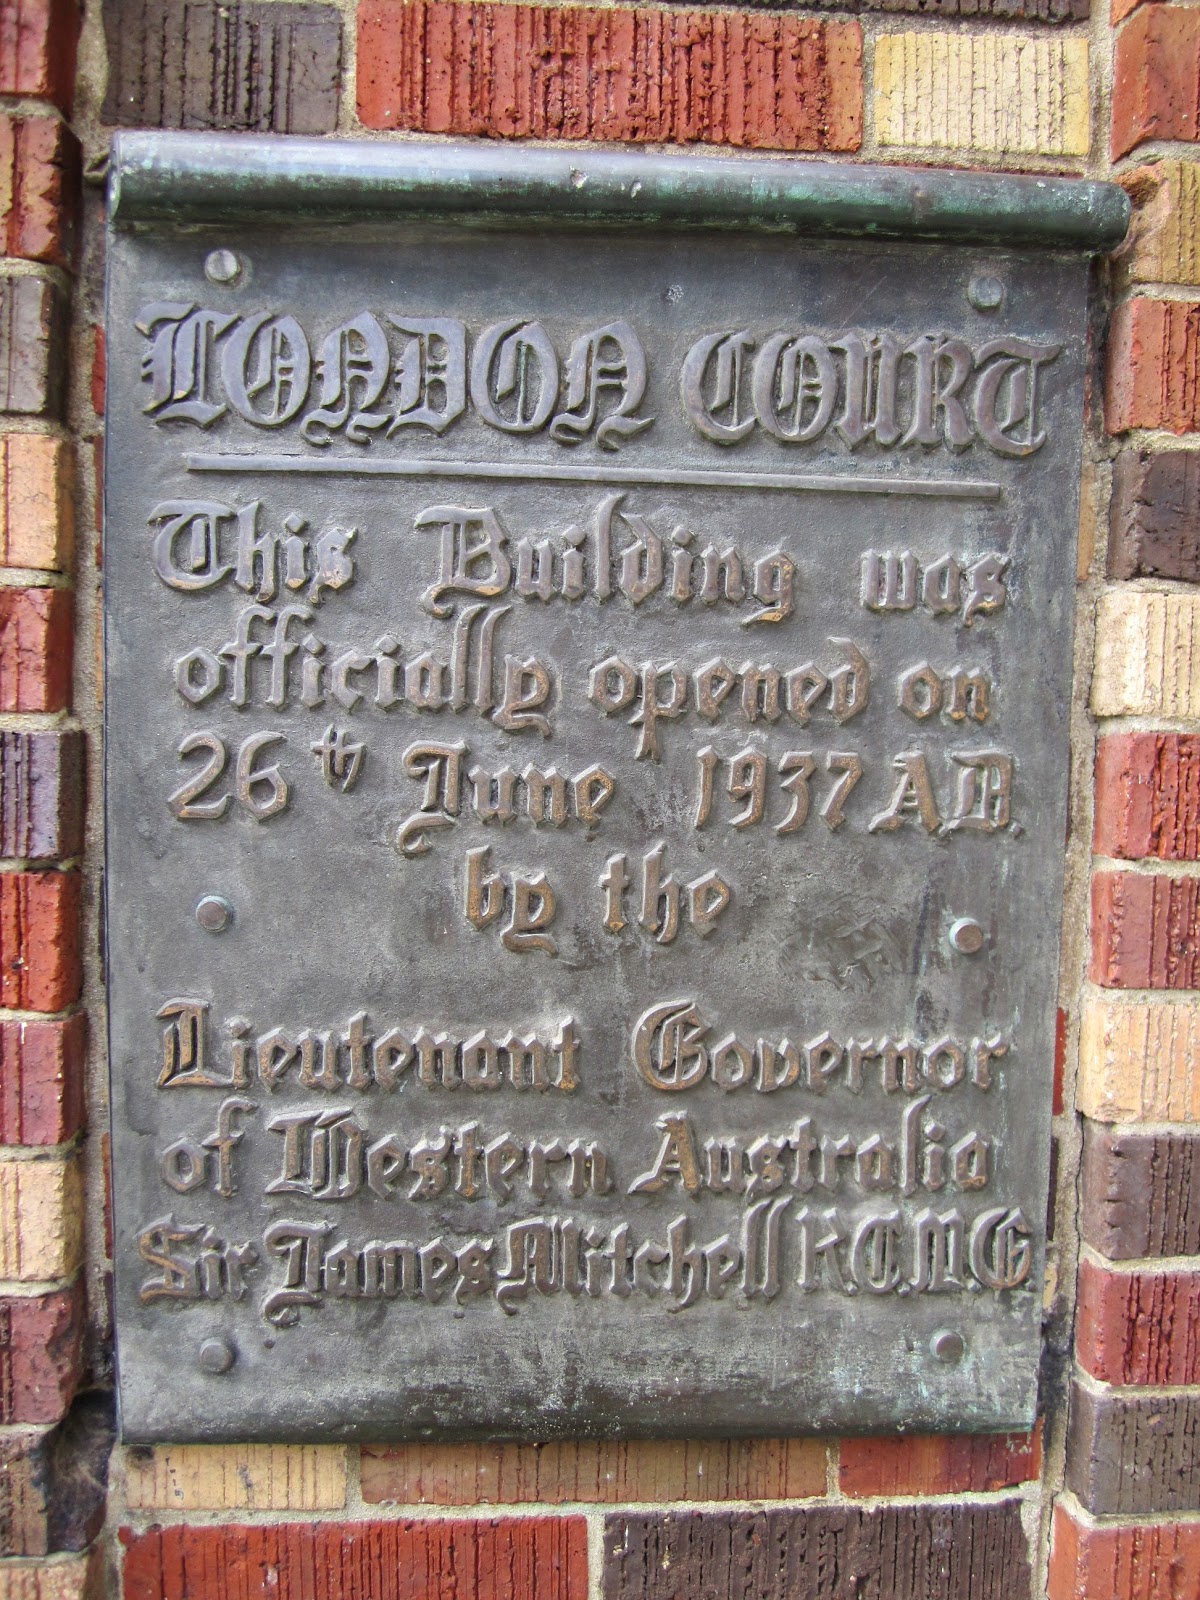 LONDON COURT
This Building was
officially opened on
26th June 1937 A.D.
by the
Lieutenant Governor
of Western Australia
Sir James Mitchell K.C.M.G